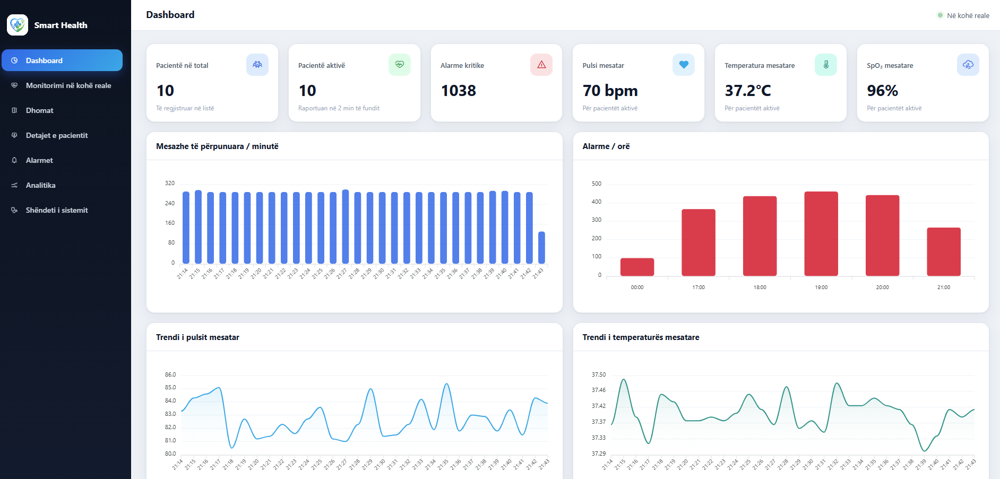 Smart Health
Dashboard
Monitorimi në kohë reale
Dhomat
Detajet e pacientit
Alarmet
Analitika
Shëndeti i sistemit
Dashboard
Në kohë reale
Pacientë në total
10
Të regjistruar në listë
Pacientë aktivë
10
Raportuan në 2 min të fundit
Alarme kritike
1038
Pulsi mesatar
70 bpm
Për pacientët aktivë
Temperatura mesatare
37.2°C
Për pacientët aktivë
SpO₂ mesatare
96%
Për pacientët aktivë
Mesazhe të përpunuara / minutë
320
240
160
80
0
21:14 21:15 21:16 21:17 21:18 21:19 21:20 21:21 21:22 21:23 21:24 21:25 21:26 21:27 21:28 21:29 21:30 21:31 21:32 21:33 21:34 21:35 21:36 21:37 21:38 21:39 21:40 21:41 21:42 21:43
Alarme / orë
500
400
300
200
100
0
00:00 17:00 18:00 19:00 20:00 21:00
Trendi i pulsit mesatar
86.0
85.0
84.0
83.0
82.0
81.0
80.0
21:14 21:15 21:16 21:17 21:18 21:19 21:20 21:21 21:22 21:23 21:24 21:25 21:26 21:27 21:28 21:29 21:30 21:31 21:32 21:33 21:34 21:35 21:36 21:37 21:38 21:39 21:40 21:41 21:42 21:43
Trendi i temperaturës mesatare
37.50
37.46
37.42
37.37
37.33
37.29
21:14 21:15 21:16 21:17 21:18 21:19 21:20 21:21 21:22 21:23 21:24 21:25 21:26 21:27 21:28 21:29 21:30 21:31 21:32 21:33 21:34 21:35 21:36 21:37 21:38 21:39 21:40 21:41 21:42 21:43